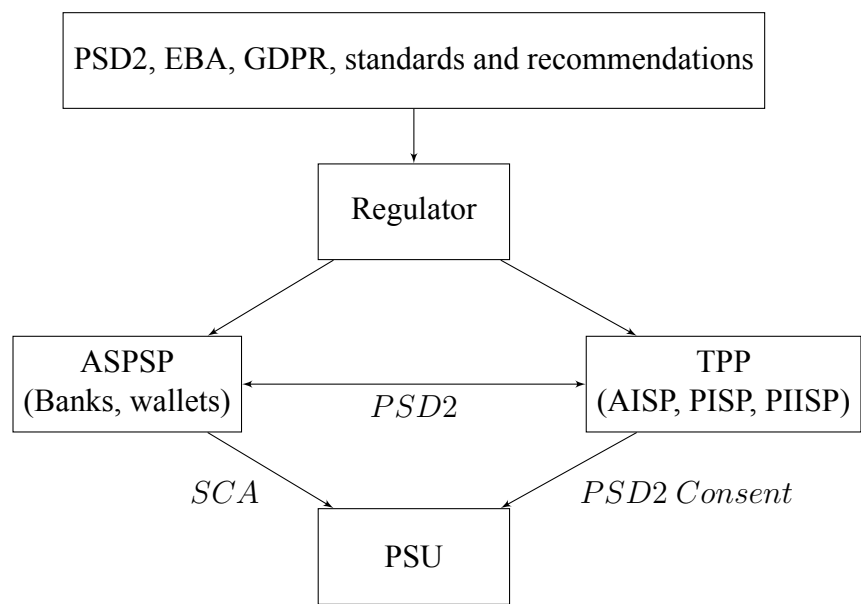 PSD2, EBA, GDPR, standards and recommendations
Regulator
ASPSP
(Banks, wallets)
PSD2
TPP
(AISP, PISP, PIISP)
SCA
PSD2 Consent
PSU